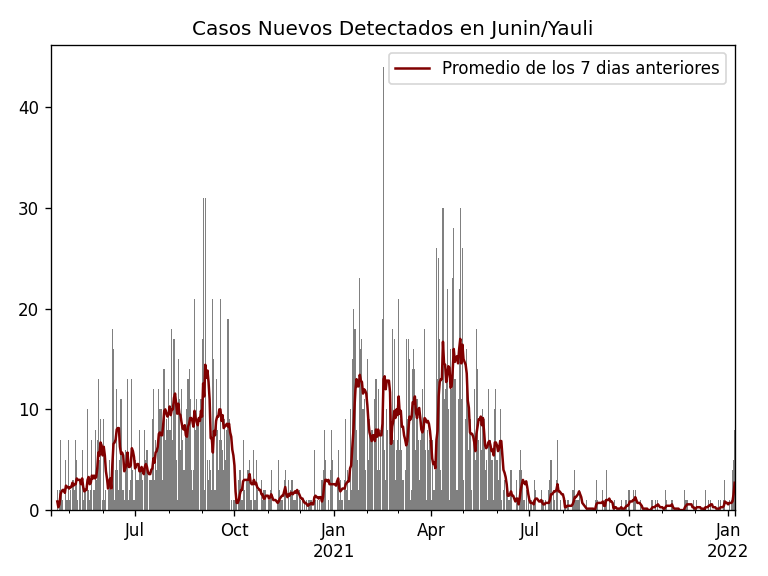 Casos Nuevos Detectados en Junin/Yauli
Promedio de los 7 dias anteriores
40
30
20
10
0
Jul
Oct
Jan
2021
Apr
Jul
Oct
Jan
2022